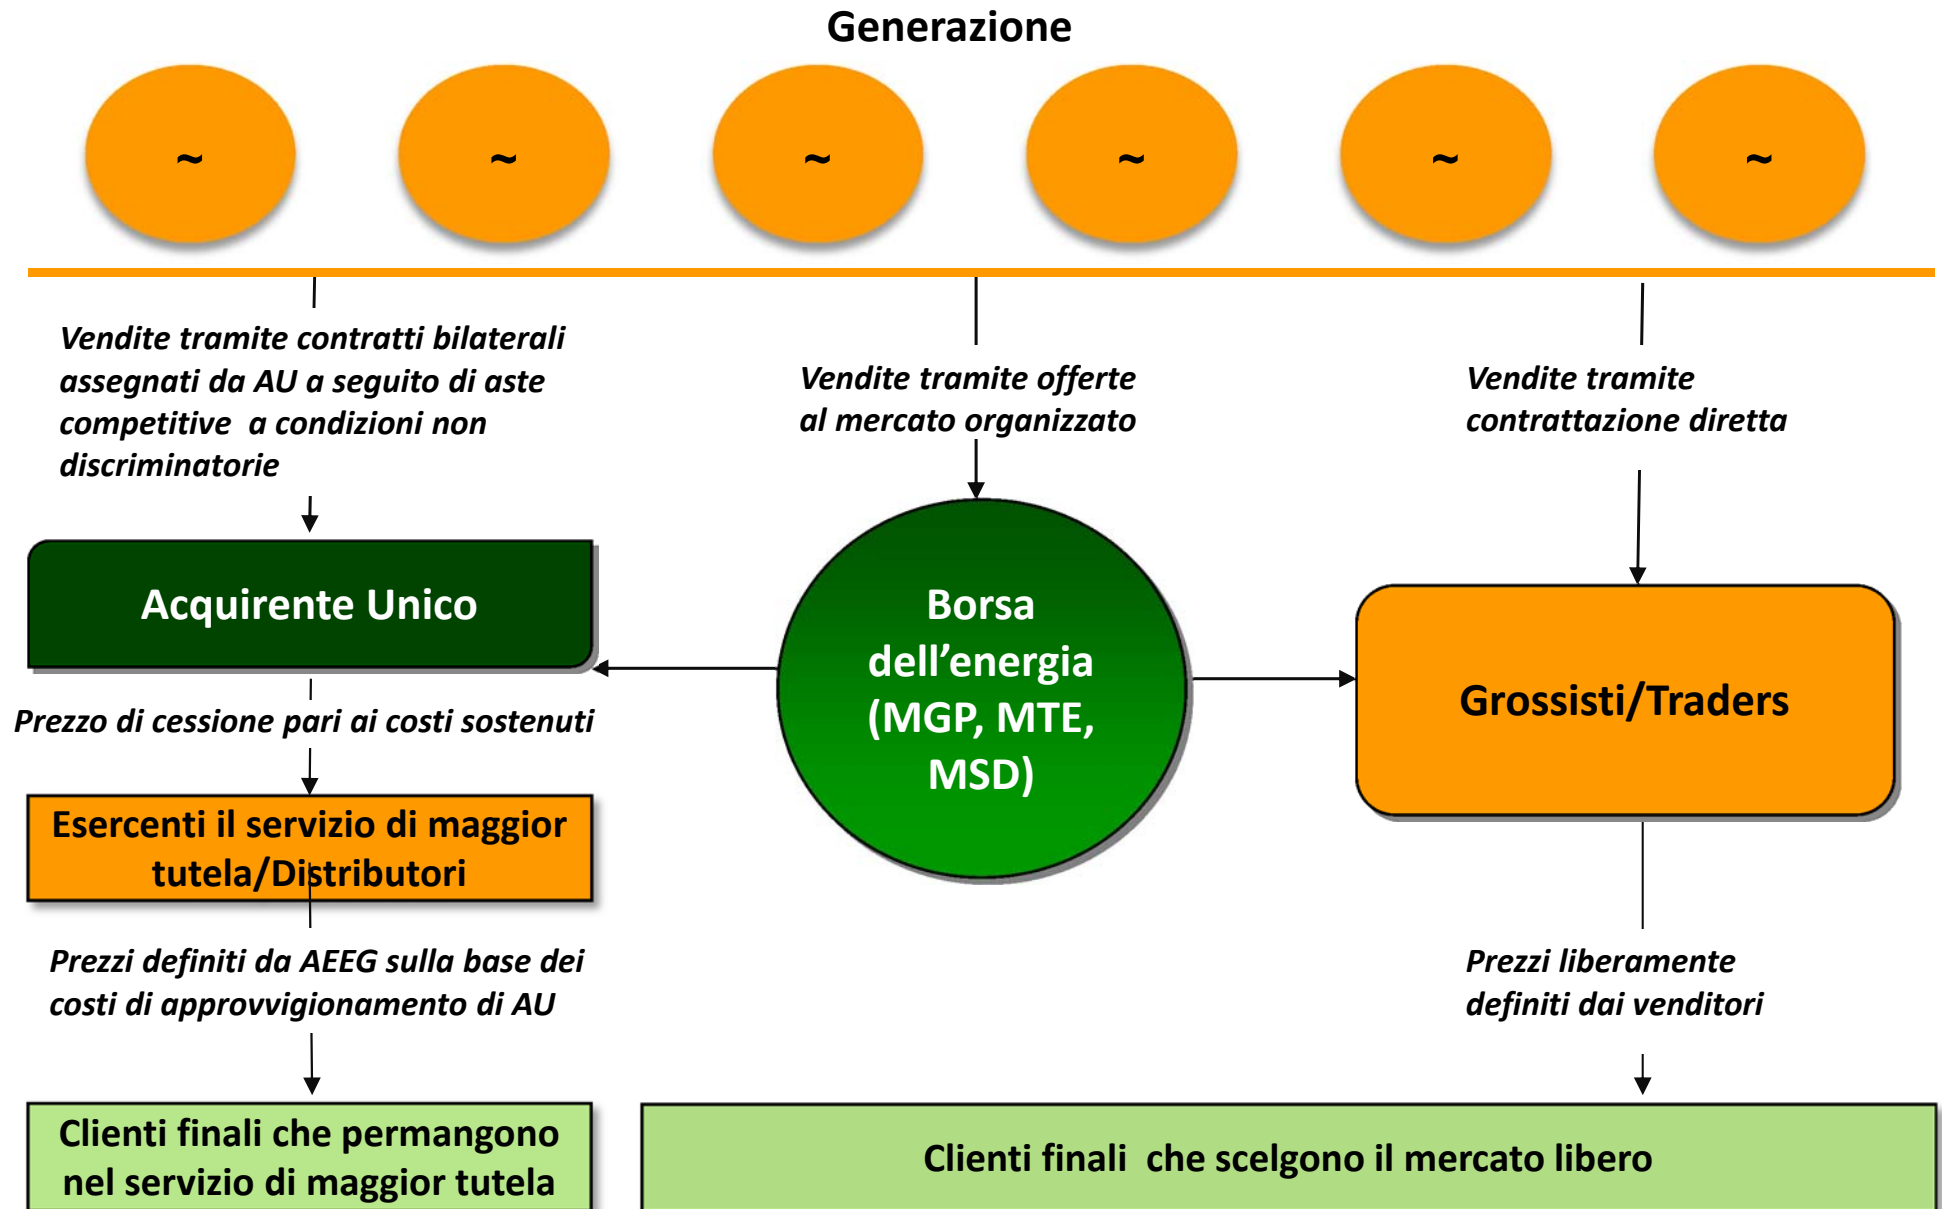 Generazione
~ ~ ~ ~ ~ ~
Vendite tramite contratti bilaterali
assegnati da AU a seguito di aste
competitive a condizioni non
discriminatorie
Vendite tramite offerte
al mercato organizzato
Vendite tramite
contrattazione diretta
Acquirente Unico
Borsa
dell’energia
(MGP, MTE,
MSD)
Grossisti/Traders
Prezzo di cessione pari ai costi sostenuti
Esercenti il servizio di maggior
tutela/Distributori
Prezzi definiti da AEEG sulla base dei
costi di approvvigionamento di AU
Prezzi liberamente
definiti dai venditori
Clienti finali che permangono
nel servizio di maggior tutela
Clienti finali che scelgono il mercato libero